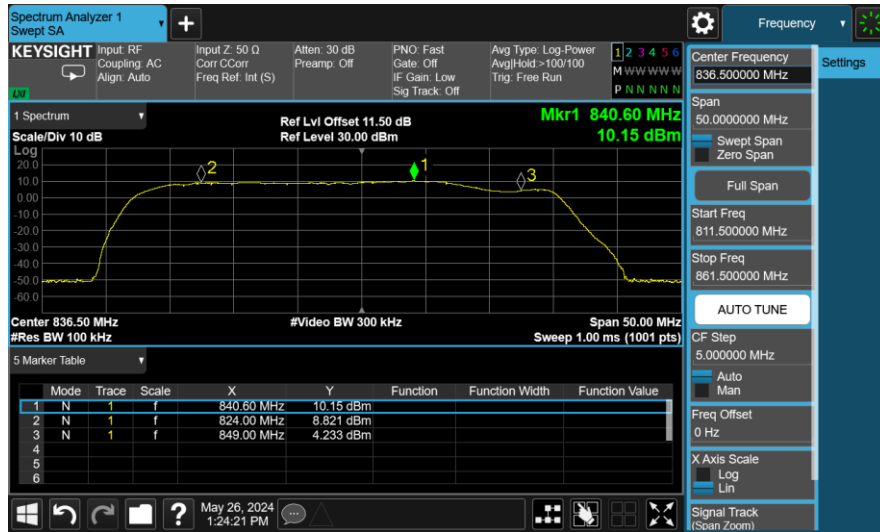 Spectrum Analyzer 1
Swept SA
+
Frequency
KEYSIGHT
Input: RF
Coupling: AC
Align: Auto
Input Z: 50 Ω
Corr CCorr
Freq Ref: Int (S)
Atten: 30 dB
Preamp: Off
PNO: Fast
Gate: Off
IF Gain: Low
Sig Track: Off
Avg Type: Log-Power
Avg|Hold:>100/100
Trig: Free Run
1 2 3 4 5 6
M W W W W W
P N N N N N
LXI
1 Spectrum
Scale/Div 10 dB
Ref Lvl Offset 11.50 dB
Ref Level 30.00 dBm
Mkr1 840.60 MHz
10.15 dBm
Log
20.0
10.0
0.00
-10.0
-20.0
-30.0
-40.0
-50.0
-60.0
2
1
3
Center 836.50 MHz
#Video BW 300 kHz
Span 50.00 MHz
#Res BW 100 kHz
Sweep 1.00 ms (1001 pts)
5 Marker Table
Mode Trace Scale X Y Function Function Width Function Value
1 N 1 f 840.60 MHz 10.15 dBm
2 N 1 f 824.00 MHz 8.821 dBm
3 N 1 f 849.00 MHz 4.233 dBm
4
5
6
?
May 26, 2024
1:24:21 PM
Center Frequency
836.500000 MHz
Span
50.0000000 MHz
Swept Span
Zero Span
Full Span
Start Freq
811.500000 MHz
Stop Freq
861.500000 MHz
AUTO TUNE
CF Step
5.000000 MHz
Auto
Man
Freq Offset
0 Hz
X Axis Scale
Log
Lin
Signal Track
(Span Zoom)
Settings